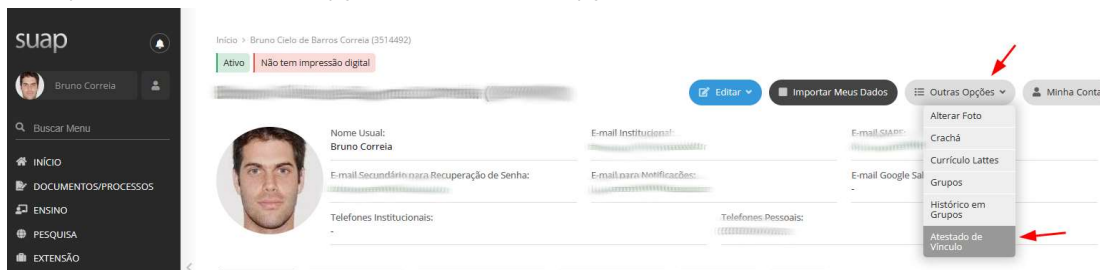 suap
Início > Bruno Cielo de Barros Correia (3514492)
Ativo Não tem impressão digital
Bruno Correia
Editar Importar Meus Dados Outras Opções Minha Conta
Buscar Menu
INÍCIO
DOCUMENTOS/PROCESSOS
ENSINO
PESQUISA
EXTENSÃO
Nome Usual:
Bruno Correia
E-mail Institucional:
E-mail SIAPE:
E-mail Secundário para Recuperação de Senha:
E-mail para Notificações:
E-mail Google Sal
-
Telefones Institucionais:
-
Telefones Pessoais:
Alterar Foto
Crachá
Currículo Lattes
Grupos
Histórico em
Grupos
Atestado de
Vínculo